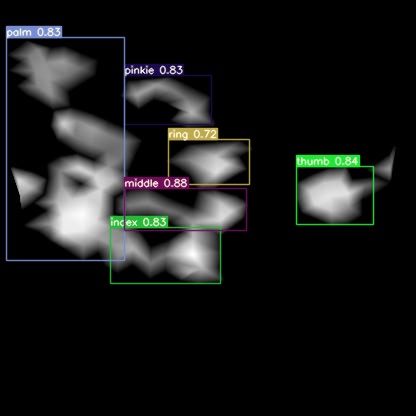 palm 0.83
pinkie 0.83
ring 0.72
thumb 0.84
middle 0.88
index 0.83